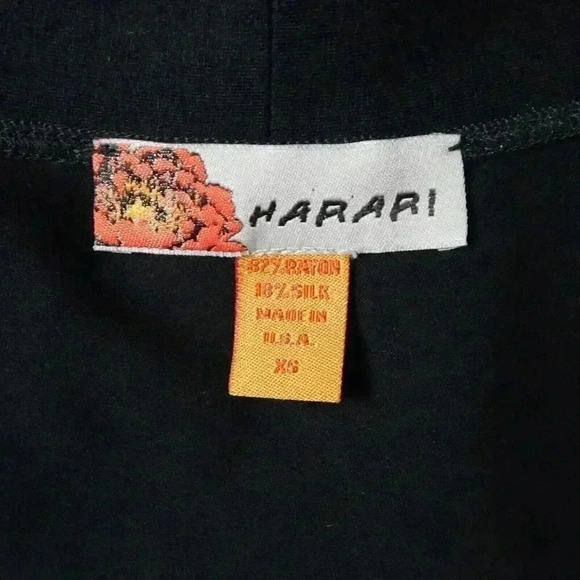 HARARI
82% RAYON
18% SILK
MADE IN
U.S.A.
XS